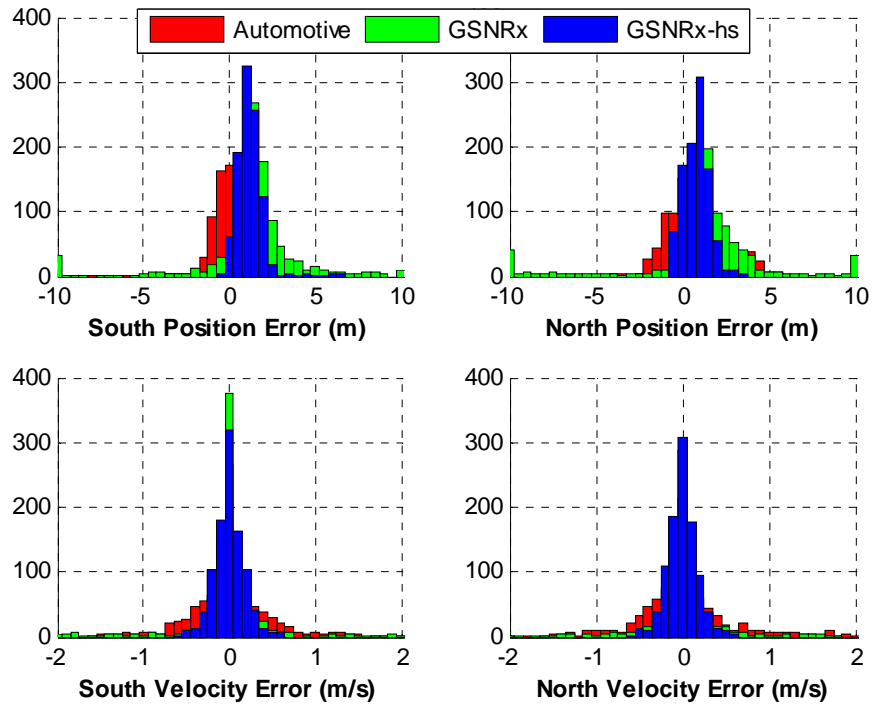 Automotive GSNRx GSNRx-hs
400
300
200
100
0
-10 -5 0 5 10
South Position Error (m)
400
300
200
100
0
-10 -5 0 5 10
North Position Error (m)
400
300
200
100
0
-2 -1 0 1 2
South Velocity Error (m/s)
400
300
200
100
0
-2 -1 0 1 2
North Velocity Error (m/s)